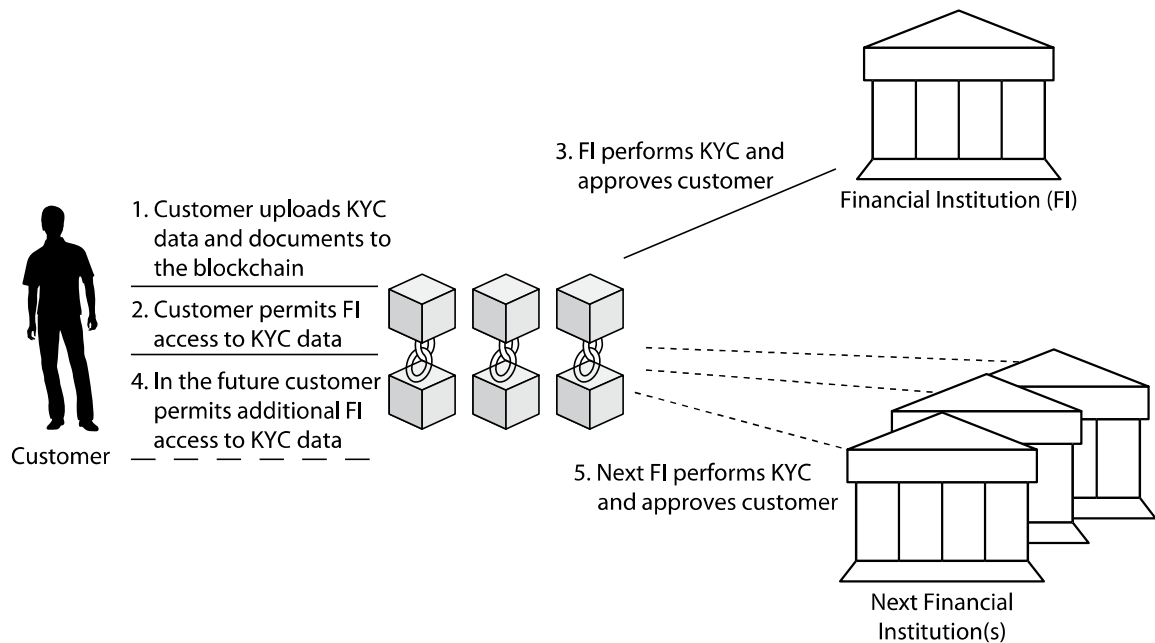 3. FI performs KYC and
approves customer
Financial Institution (FI)
1. Customer uploads KYC
data and documents to
the blockchain
2. Customer permits FI
access to KYC data
4. In the future customer
permits additional FI
access to KYC data
Customer
5. Next FI performs KYC
and approves customer
Next Financial
Institution(s)